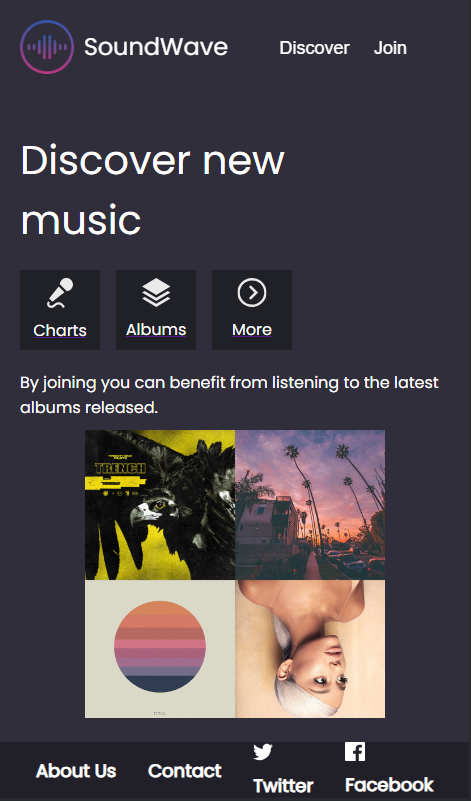 SoundWave Discover Join
Discover new
music
Charts Albums More
By joining you can benefit from listening to the latest
albums released.
TRENCH
About Us Contact Twitter Facebook